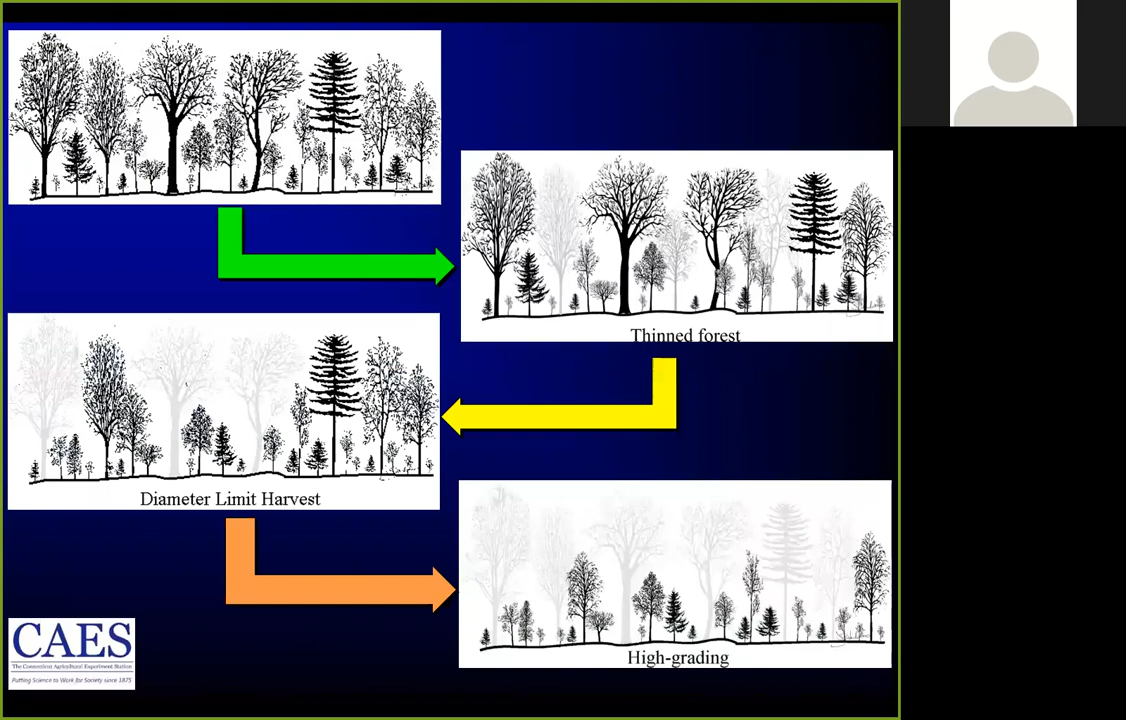 Thinned forest
Diameter Limit Harvest
High-grading
CAES
The Connecticut Agricultural Experiment Station
Putting Science to Work for Society since 1875